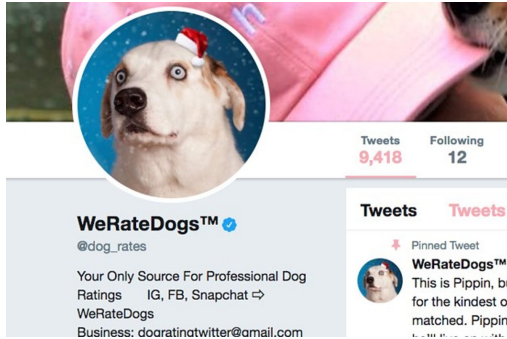 h
Tweets
9,418
Following
12
WeRateDogs™
@dog_rates
Your Only Source For Professional Dog
Ratings IG, FB, Snapchat ⇨
WeRateDogs
Business: dogratingtwitter@gmail.com
Tweets Tweets
Pinned Tweet
WeRateDogs™
This is Pippin, bu
for the kindest o
matched. Pippin